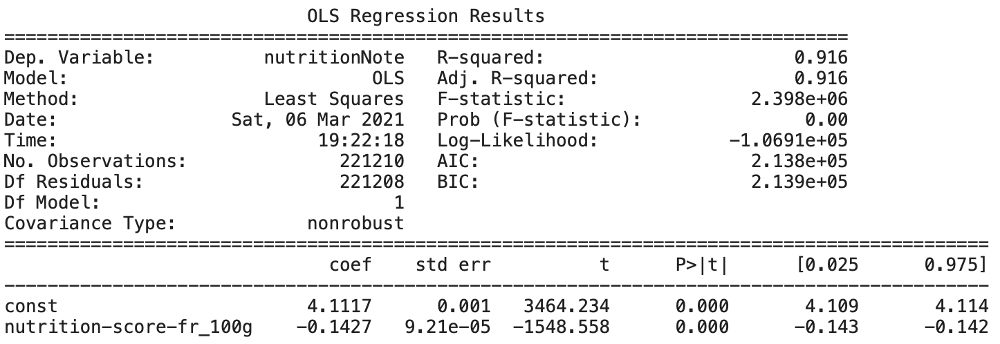 OLS Regression Results
==============================================================================
Dep. Variable:          nutritionNote   R-squared:                       0.916
Model:                            OLS   Adj. R-squared:                  0.916
Method:                 Least Squares   F-statistic:                 2.398e+06
Date:                Sat, 06 Mar 2021   Prob (F-statistic):               0.00
Time:                        19:22:18   Log-Likelihood:            -1.0691e+05
No. Observations:              221210   AIC:                         2.138e+05
Df Residuals:                  221208   BIC:                         2.139e+05
Df Model:                           1
Covariance Type:            nonrobust
===========================================================================================
                              coef    std err          t      P>|t|      [0.025      0.975]
-------------------------------------------------------------------------------------------
const                       4.1117      0.001   3464.234      0.000       4.109       4.114
nutrition-score-fr_100g    -0.1427   9.21e-05  -1548.558      0.000      -0.143      -0.142